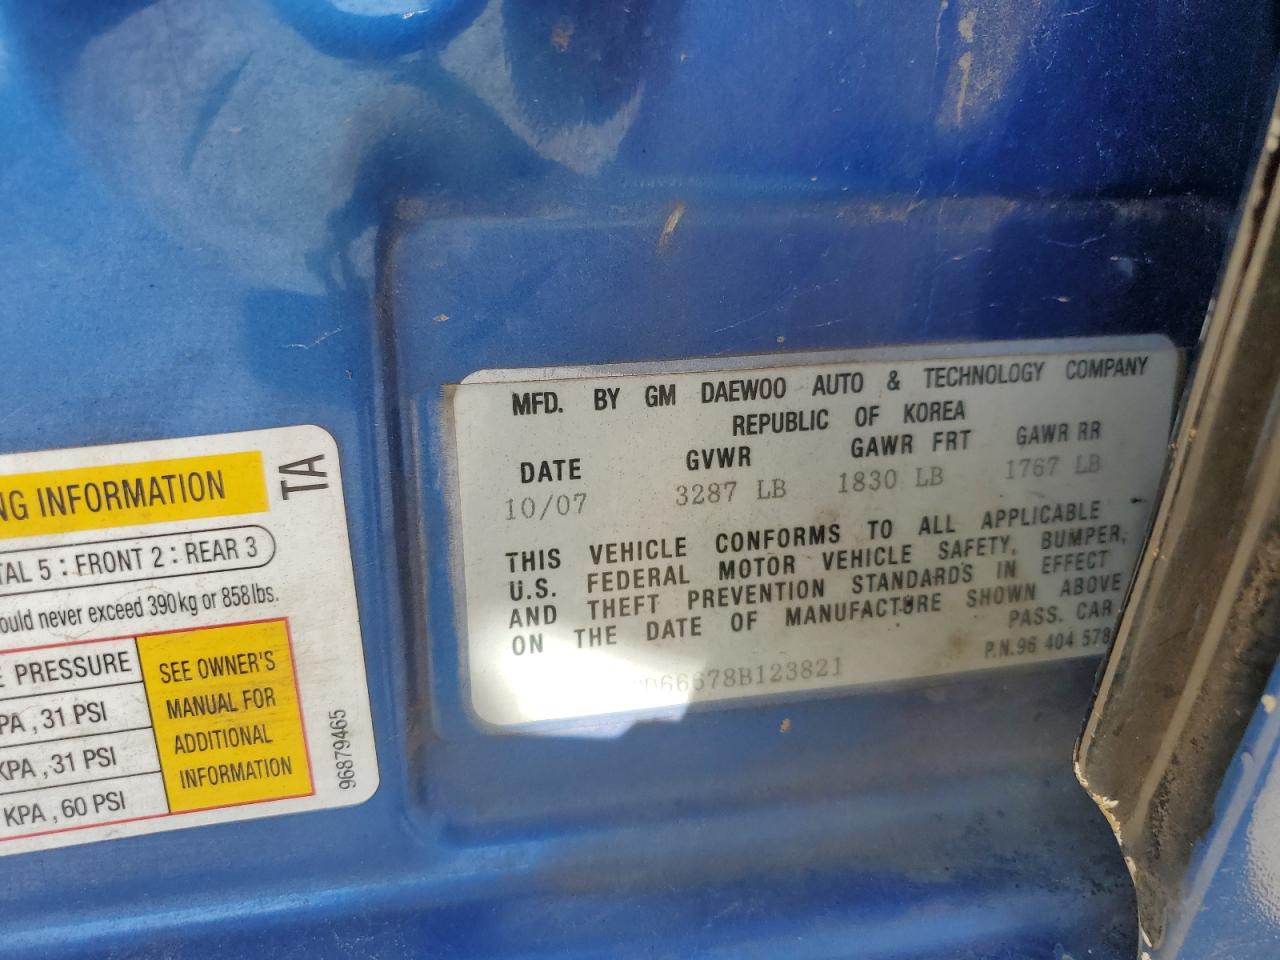 NG INFORMATION
TA
TAL 5 : FRONT 2 : REAR 3
ould never exceed 390kg or 858lbs.
E PRESSURE
PA , 31 PSI
KPA , 31 PSI
KPA , 60 PSI
SEE OWNER'S
MANUAL FOR
ADDITIONAL
INFORMATION
96879465
MFD. BY GM DAEWOO AUTO & TECHNOLOGY COMPANY
REPUBLIC OF KOREA
DATE GVWR GAWR FRT GAWR RR
10/07 3287 LB 1830 LB 1767 LB
THIS VEHICLE CONFORMS TO ALL APPLICABLE
U.S. FEDERAL MOTOR VEHICLE SAFETY, BUMPER,
AND THEFT PREVENTION STANDARDS IN EFFECT
ON THE DATE OF MANUFACTURE SHOWN ABOVE
PASS. CAR
D66678B123821
P.N.96 404 578